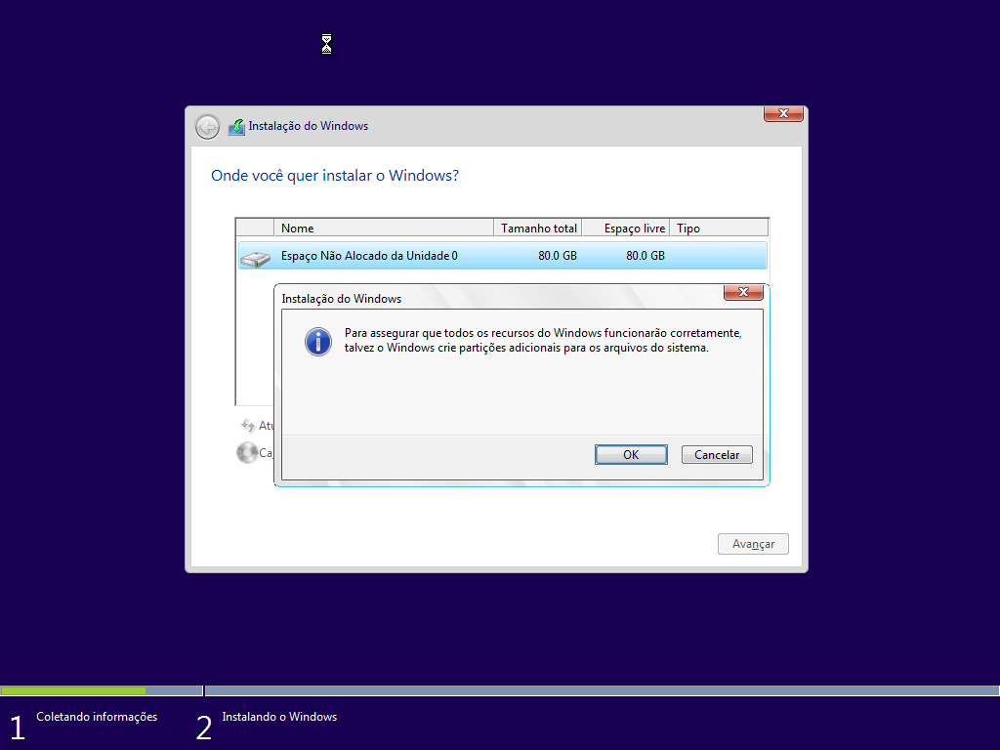 Instalação do Windows
Onde você quer instalar o Windows?
Nome Tamanho total Espaço livre Tipo
Espaço Não Alocado da Unidade 0 80.0 GB 80.0 GB
Instalação do Windows
Para assegurar que todos os recursos do Windows funcionarão corretamente,
talvez o Windows crie partições adicionais para os arquivos do sistema.
OK Cancelar
Avançar
1 Coletando informações 2 Instalando o Windows